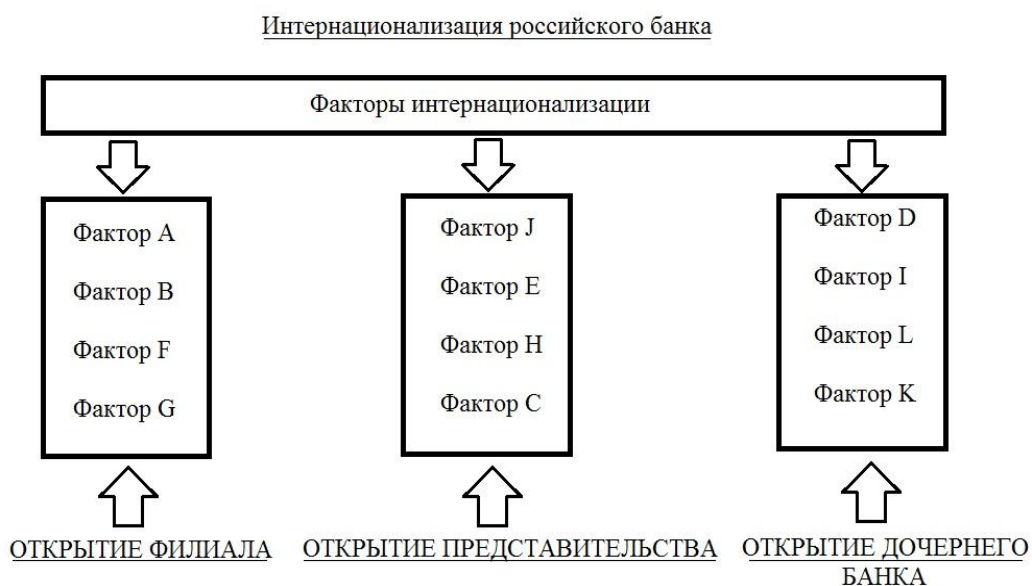 Интернационализация российского банка
Факторы интернационализации
Фактор A
Фактор B
Фактор F
Фактор G
Фактор J
Фактор E
Фактор H
Фактор C
Фактор D
Фактор I
Фактор L
Фактор K
ОТКРЫТИЕ ФИЛИАЛА
ОТКРЫТИЕ ПРЕДСТАВИТЕЛЬСТВА
ОТКРЫТИЕ ДОЧЕРНЕГО
БАНКА